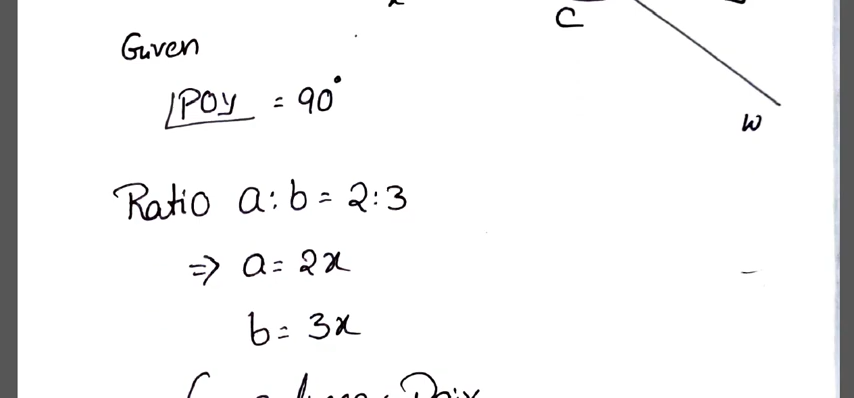 C
Given
∠POY = 90°
W
Ratio a:b = 2:3
⇒ a = 2x
b = 3x